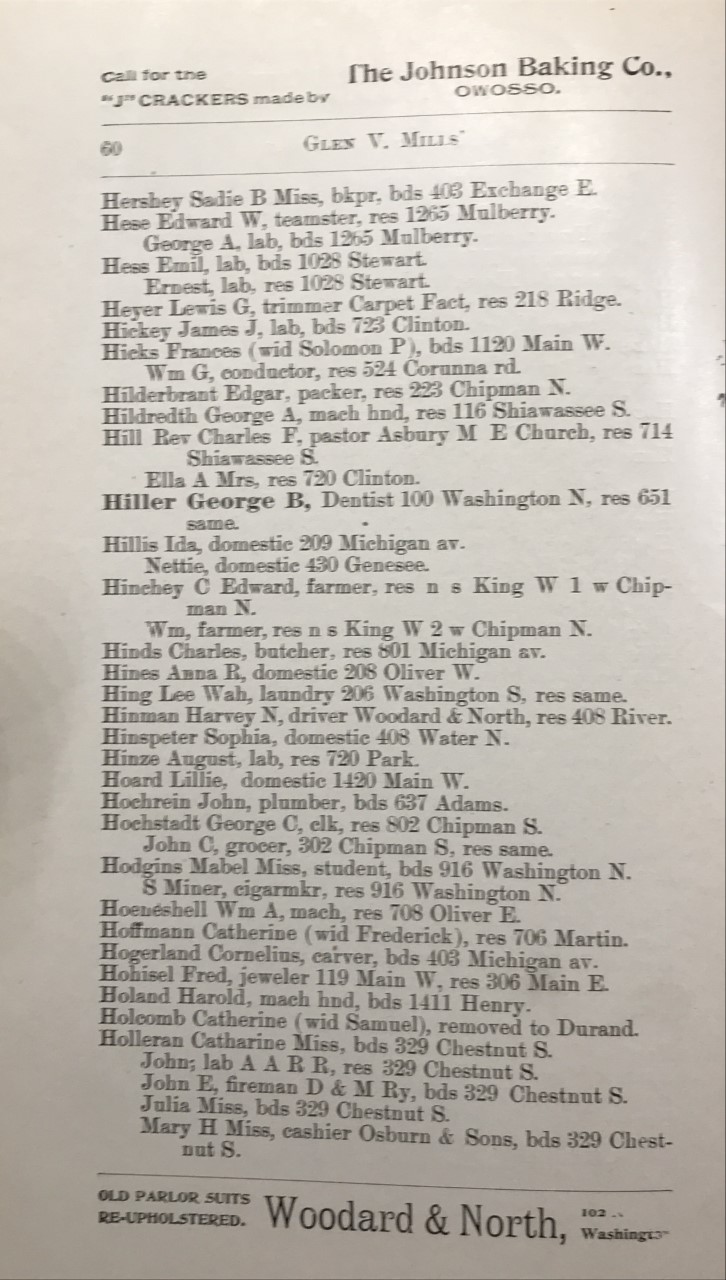 Call for the
"J" CRACKERS made by
The Johnson Baking Co.,
OWOSSO.
60 GLEN V. MILLS'
Hershey Sadie B Miss, bkpr, bds 403 Exchange E.
Hese Edward W, teamster, res 1265 Mulberry.
George A, lab, bds 1265 Mulberry.
Hess Emil, lab, bds 1028 Stewart.
Ernest, lab, res 1028 Stewart.
Heyer Lewis G, trimmer Carpet Fact, res 218 Ridge.
Hickey James J, lab, bds 723 Clinton.
Hicks Frances (wid Solomon P), bds 1120 Main W.
Wm G, conductor, res 524 Corunna rd.
Hilderbrant Edgar, packer, res 223 Chipman N.
Hildredth George A, mach hnd, res 116 Shiawassee S.
Hill Rev Charles F, pastor Asbury M E Church, res 714
Shiawassee S.
Ella A Mrs, res 720 Clinton.
Hiller George B, Dentist 100 Washington N, res 651
same.
Hillis Ida, domestic 209 Michigan av.
Nettie, domestic 430 Genesee.
Hinchey C Edward, farmer, res n s King W 1 w Chip-
man N.
Wm, farmer, res n s King W 2 w Chipman N.
Hinds Charles, butcher, res 801 Michigan av.
Hines Anna R, domestic 208 Oliver W.
Hing Lee Wah, laundry 206 Washington S, res same.
Hinman Harvey N, driver Woodard & North, res 408 River.
Hinspeter Sophia, domestic 408 Water N.
Hinze August, lab, res 720 Park.
Hoard Lillie, domestic 1420 Main W.
Hochrein John, plumber, bds 637 Adams.
Hochstadt George C, clk, res 802 Chipman S.
John C, grocer, 302 Chipman S, res same.
Hodgins Mabel Miss, student, bds 916 Washington N.
S Miner, cigarmkr, res 916 Washington N.
Hoeneshell Wm A, mach, res 708 Oliver E.
Hoffmann Catherine (wid Frederick), res 706 Martin.
Hogerland Cornelius, carver, bds 403 Michigan av.
Hohisel Fred, jeweler 119 Main W, res 306 Main E.
Holand Harold, mach hnd, bds 1411 Henry.
Holcomb Catherine (wid Samuel), removed to Durand.
Holleran Catharine Miss, bds 329 Chestnut S.
John; lab A A R R, res 329 Chestnut S.
John E, fireman D & M Ry, bds 329 Chestnut S.
Julia Miss, bds 329 Chestnut S.
Mary H Miss, cashier Osburn & Sons, bds 329 Chest-
nut S.
OLD PARLOR SUITS
RE-UPHOLSTERED.
Woodard & North,
102